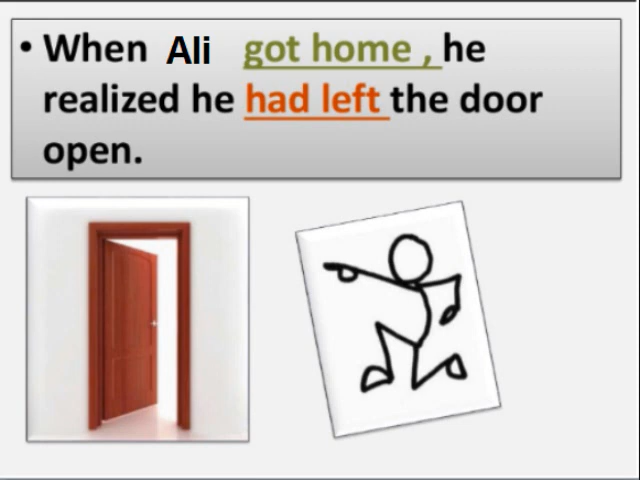 • When Ali got home , he
realized he had left the door
open.